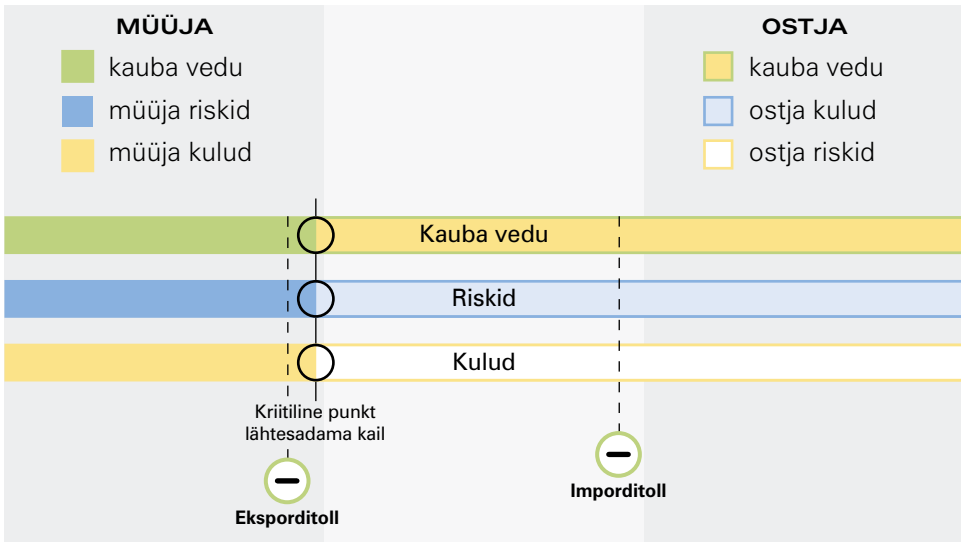 MÜÜJA
kauba vedu
müüja riskid
müüja kulud
OSTJA
kauba vedu
ostja kulud
ostja riskid
Kauba vedu
Riskid
Kulud
Kriitiline punkt
lähtesadama kail
Eksporditoll
Imporditoll